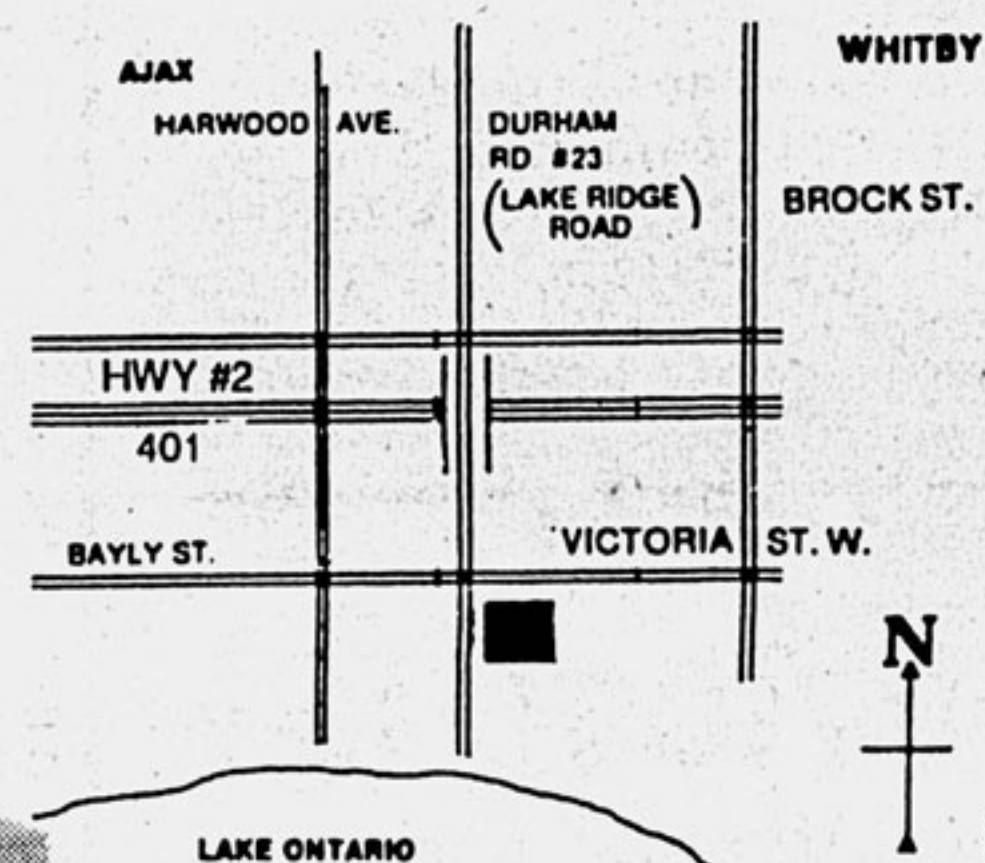 AJAX
WHITBY
HARWOOD AVE.
DURHAM
RD #23
(LAKE RIDGE
ROAD)
BROCK ST.
HWY #2
401
BAYLY ST.
VICTORIA ST. W.
N
LAKE ONTARIO